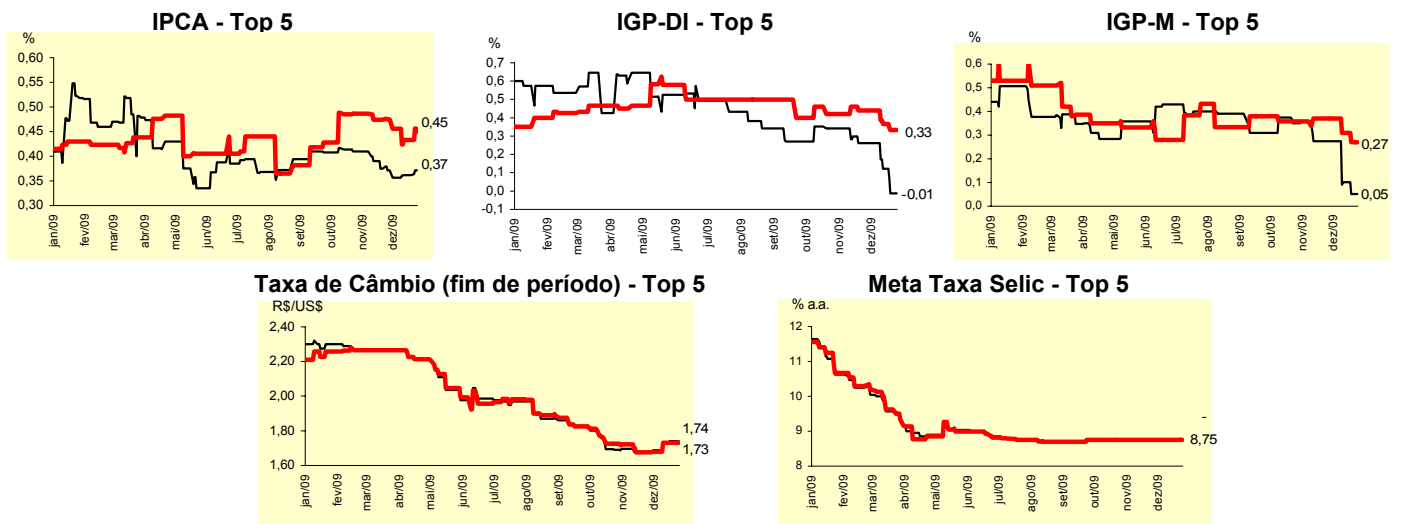 IPCA - Top 5
%
0,60
0,55
0,50
0,45
0,40
0,35
0,30
0,45
0,37
jan/09
fev/09
mar/09
abr/09
mai/09
jun/09
jul/09
ago/09
set/09
out/09
nov/09
dez/09
IGP-DI - Top 5
%
0,7
0,6
0,5
0,4
0,3
0,2
0,1
0,0
-0,1
0,33
-0,01
jan/09
fev/09
mar/09
abr/09
mai/09
jun/09
jul/09
ago/09
set/09
out/09
nov/09
dez/09
IGP-M - Top 5
%
0,6
0,5
0,4
0,3
0,2
0,1
0,0
0,27
0,05
jan/09
fev/09
mar/09
abr/09
mai/09
jun/09
jul/09
ago/09
set/09
out/09
nov/09
dez/09
Taxa de Câmbio (fim de período) - Top 5
R$/US$
2,40
2,20
2,00
1,80
1,60
1,74
1,73
jan/09
fev/09
mar/09
abr/09
mai/09
jun/09
jul/09
ago/09
set/09
out/09
nov/09
dez/09
Meta Taxa Selic - Top 5
% a.a.
12
11
10
9
8
-
8,75
jan/09
fev/09
mar/09
abr/09
mai/09
jun/09
jul/09
ago/09
set/09
out/09
nov/09
dez/09